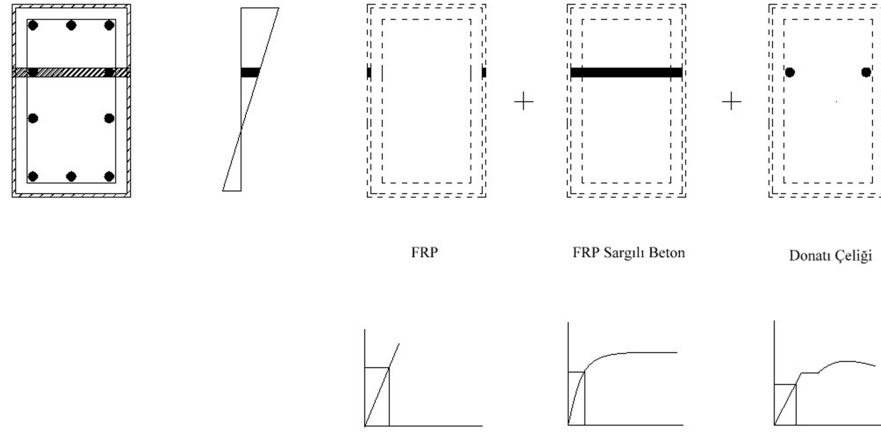 FRP
FRP Sargılı Beton
Donatı Çeliği